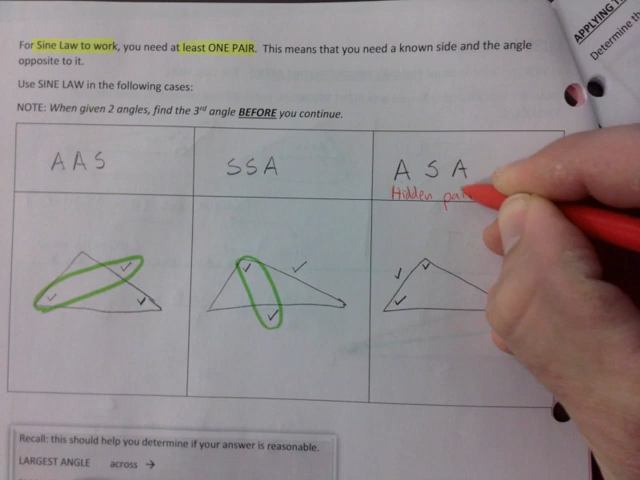 For Sine Law to work, you need at least ONE PAIR. This means that you need a known side and the angle
opposite to it.
Use SINE LAW in the following cases:
NOTE: When given 2 angles, find the 3rd angle BEFORE you continue.
AAS
SSA
ASA
Hidden
Recall: this should help you determine if your answer is reasonable.
LARGEST ANGLE across →
APPLYING
Determine th